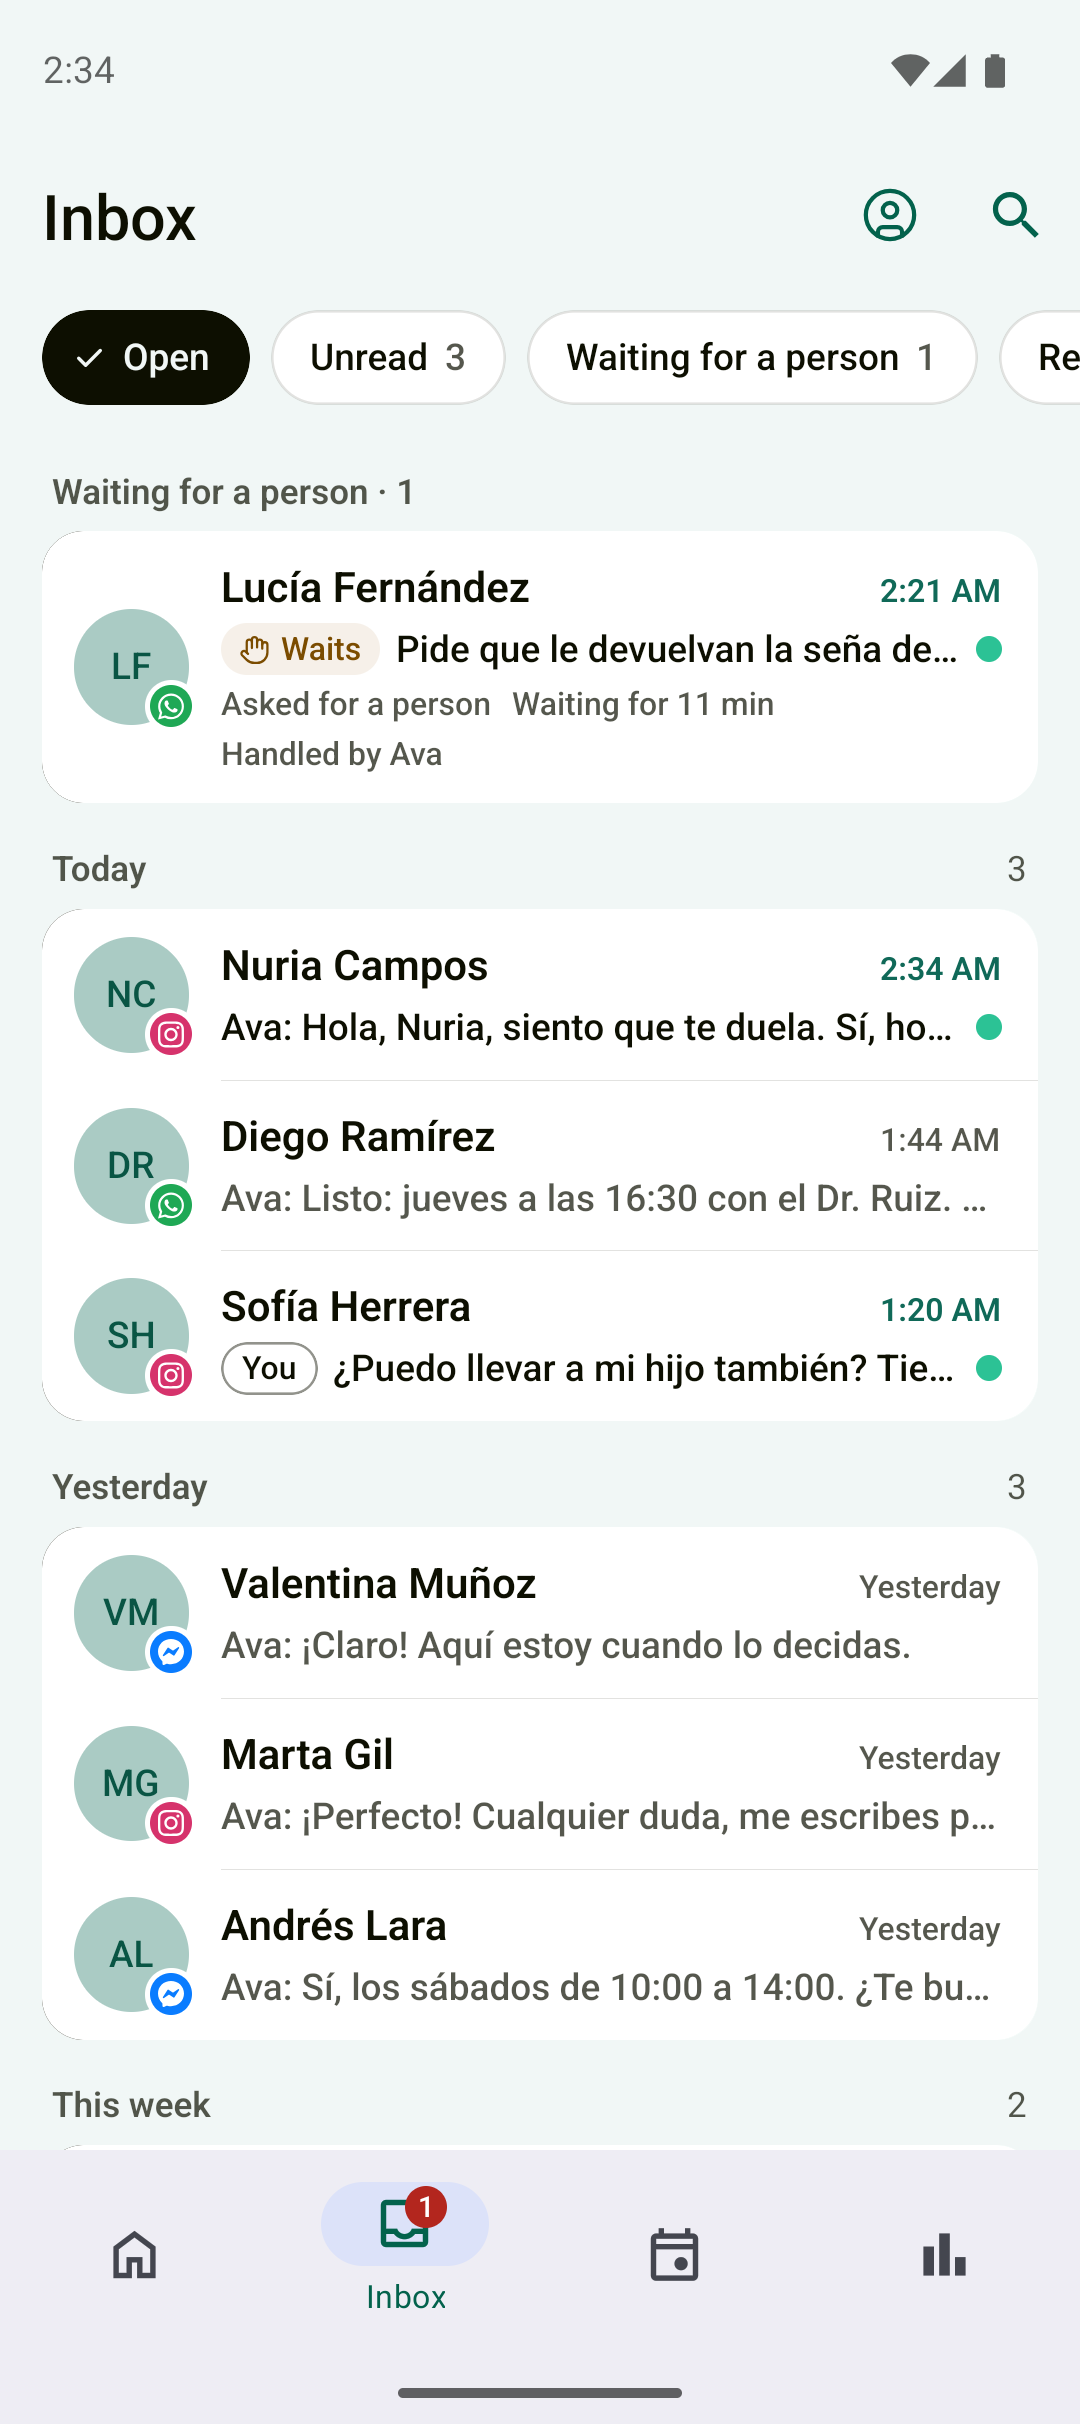 2:34
Inbox
Open
Unread 3
Waiting for a person 1
Re
Waiting for a person · 1
Lucía Fernández
2:21 AM
LF
Waits
Pide que le devuelvan la seña de…
Asked for a person Waiting for 11 min
Handled by Ava
Today
3
Nuria Campos
2:34 AM
NC
Ava: Hola, Nuria, siento que te duela. Sí, ho…
Diego Ramírez
1:44 AM
DR
Ava: Listo: jueves a las 16:30 con el Dr. Ruiz. …
Sofía Herrera
1:20 AM
SH
You
¿Puedo llevar a mi hijo también? Tie…
Yesterday
3
Valentina Muñoz
Yesterday
VM
Ava: ¡Claro! Aquí estoy cuando lo decidas.
Marta Gil
Yesterday
MG
Ava: ¡Perfecto! Cualquier duda, me escribes p…
Andrés Lara
Yesterday
AL
Ava: Sí, los sábados de 10:00 a 14:00. ¿Te bu…
This week
2
1
Inbox